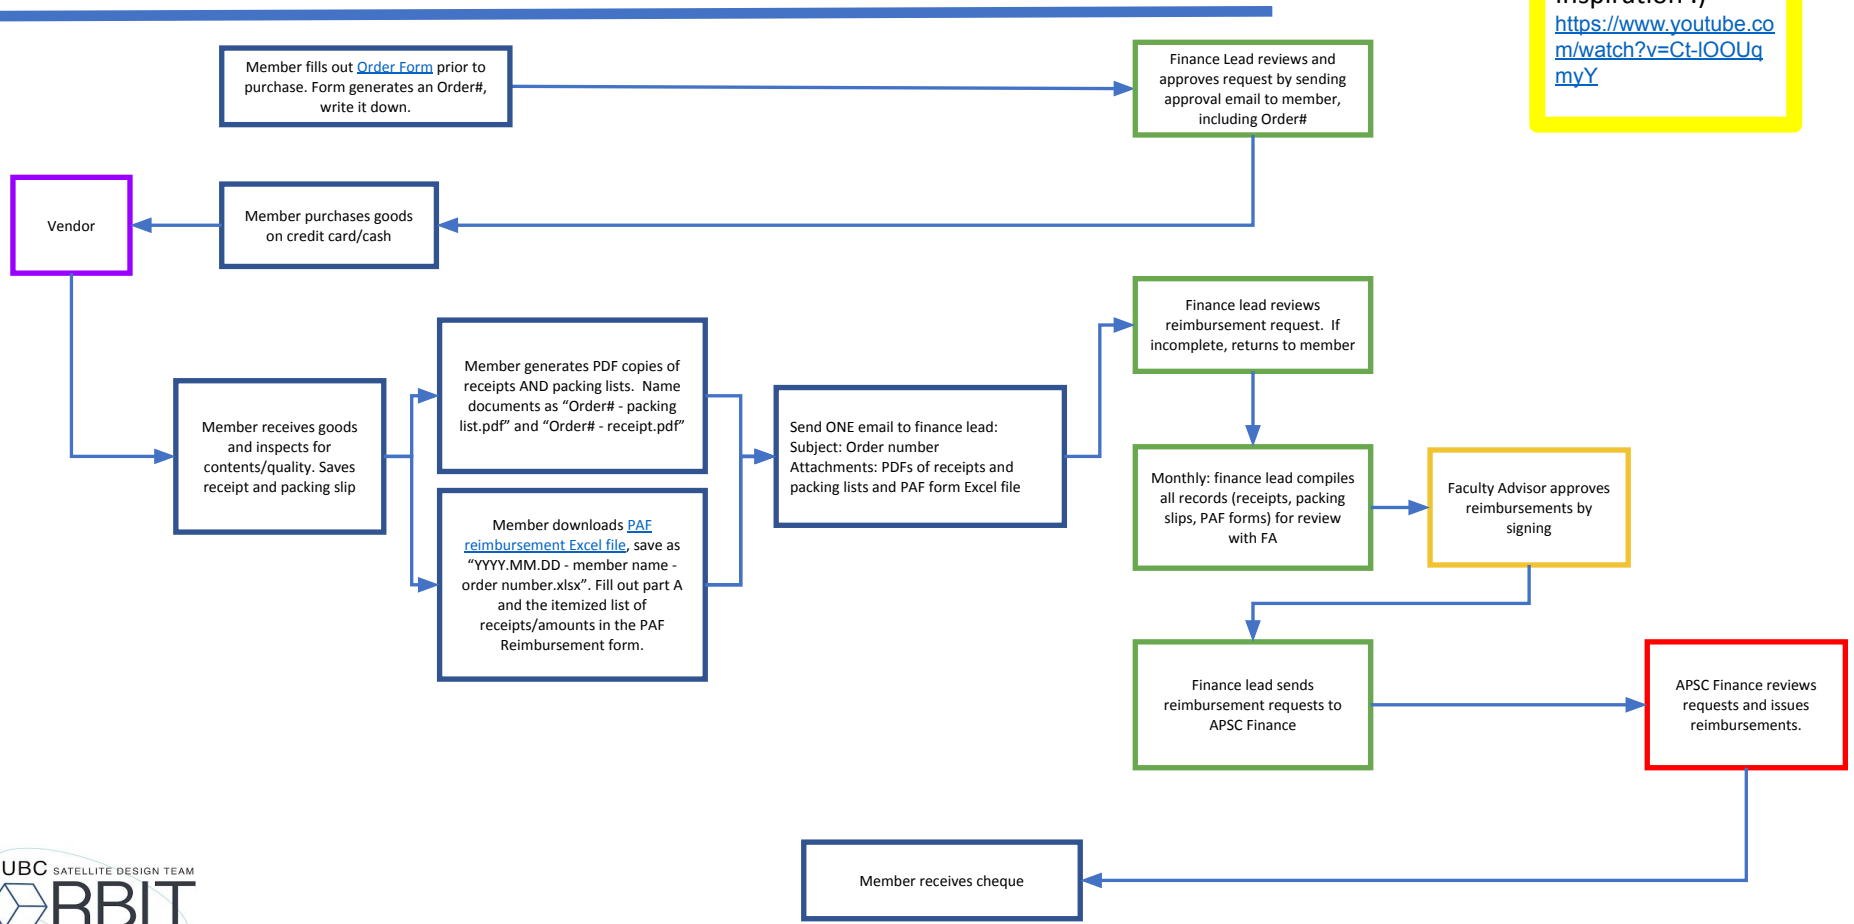 inspiration :)
https://www.youtube.co
m/watch?v=Ct-lOOUq
myY
Member fills out Order Form prior to
purchase. Form generates an Order#,
write it down.
Finance Lead reviews and
approves request by sending
approval email to member,
including Order#
Vendor
Member purchases goods
on credit card/cash
Finance lead reviews
reimbursement request. If
incomplete, returns to member
Member generates PDF copies of
receipts AND packing lists. Name
documents as “Order# - packing
list.pdf” and “Order# - receipt.pdf”
Member receives goods
and inspects for
contents/quality. Saves
receipt and packing slip
Send ONE email to finance lead:
Subject: Order number
Attachments: PDFs of receipts and
packing lists and PAF form Excel file
Monthly: finance lead compiles
all records (receipts, packing
slips, PAF forms) for review
with FA
Faculty Advisor approves
reimbursements by
signing
Member downloads PAF
reimbursement Excel file, save as
“YYYY.MM.DD - member name -
order number.xlsx”. Fill out part A
and the itemized list of
receipts/amounts in the PAF
Reimbursement form.
Finance lead sends
reimbursement requests to
APSC Finance
APSC Finance reviews
requests and issues
reimbursements.
Member receives cheque
UBC SATELLITE DESIGN TEAM
RBIT